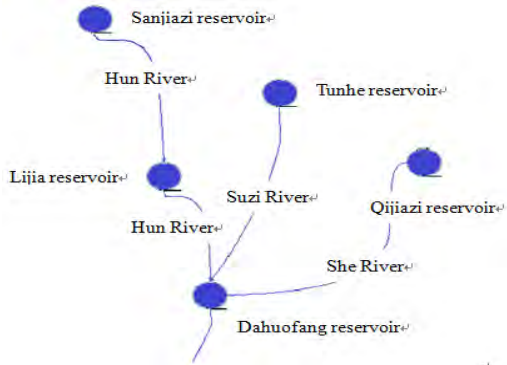 Sanjiazi reservoir↵
Hun River↵
Tunhe reservoir↵
Lijia reservoir↵
Suzi River↵
Qijiazi reservoir↵
Hun River↵
She River↵
Dahuofang reservoir↵